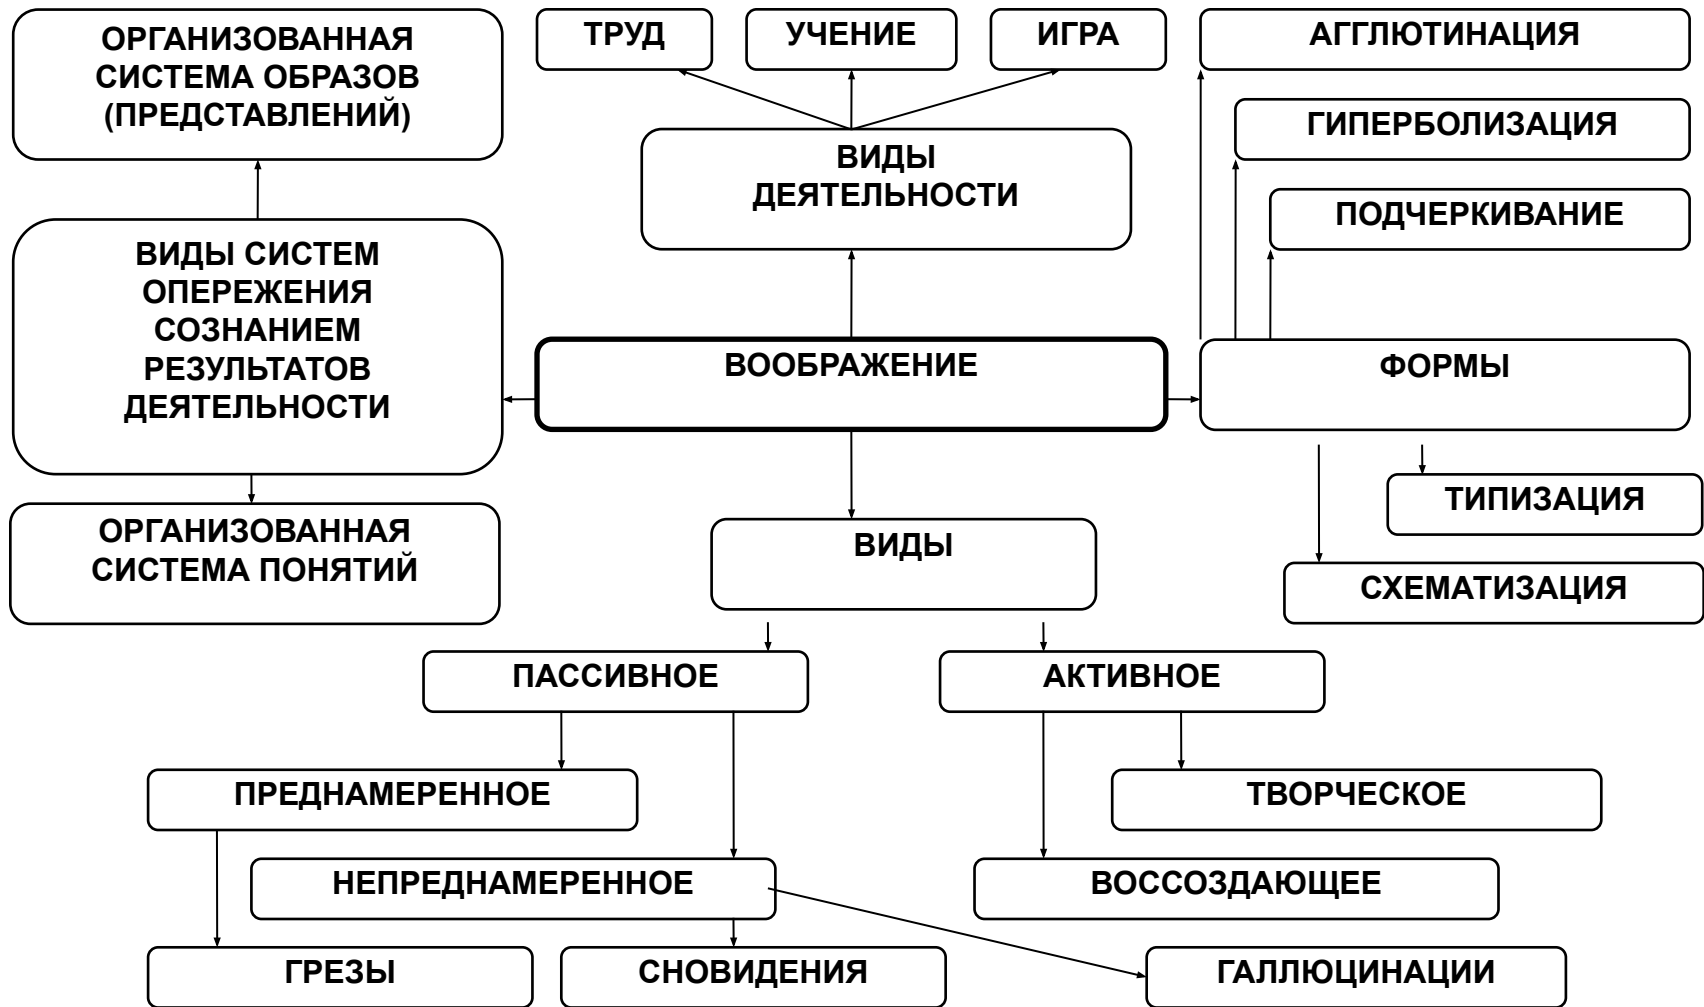 ОРГАНИЗОВАННАЯ
СИСТЕМА ОБРАЗОВ
(ПРЕДСТАВЛЕНИЙ)
ТРУД
УЧЕНИЕ
ИГРА
АГГЛЮТИНАЦИЯ
ГИПЕРБОЛИЗАЦИЯ
ПОДЧЕРКИВАНИЕ
ВИДЫ
ДЕЯТЕЛЬНОСТИ
ВИДЫ СИСТЕМ
ОПЕРЕЖЕНИЯ
СОЗНАНИЕМ
РЕЗУЛЬТАТОВ
ДЕЯТЕЛЬНОСТИ
ВООБРАЖЕНИЕ
ФОРМЫ
ОРГАНИЗОВАННАЯ
СИСТЕМА ПОНЯТИЙ
ВИДЫ
ТИПИЗАЦИЯ
СХЕМАТИЗАЦИЯ
ПАССИВНОЕ
АКТИВНОЕ
ПРЕДНАМЕРЕННОЕ
ТВОРЧЕСКОЕ
НЕПРЕДНАМЕРЕННОЕ
ВОССОЗДАЮЩЕЕ
ГРЕЗЫ
СНОВИДЕНИЯ
ГАЛЛЮЦИНАЦИИ